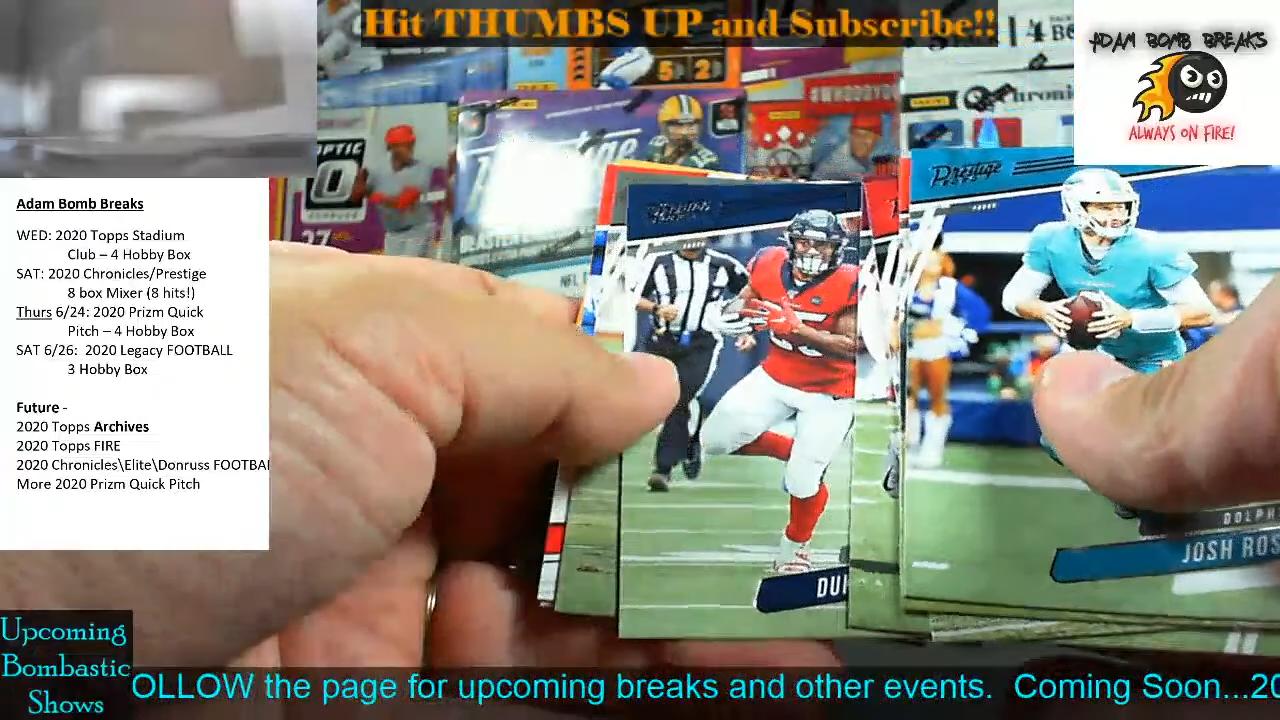 Hit THUMBS UP and Subscribe!!
ADAM BOMB BREAKS
ALWAYS ON FIRE!
Adam Bomb Breaks
WED: 2020 Topps Stadium
Club – 4 Hobby Box
SAT: 2020 Chronicles/Prestige
8 box Mixer (8 hits!)
Thurs 6/24: 2020 Prizm Quick
Pitch – 4 Hobby Box
SAT 6/26: 2020 Legacy FOOTBALL
3 Hobby Box
Future -
2020 Topps Archives
2020 Topps FIRE
2020 Chronicles\Elite\Donruss FOOTBAL
More 2020 Prizm Quick Pitch
Upcoming
Bombastic
Shows
OLLOW the page for upcoming breaks and other events. Coming Soon...20
OPTIC
Prestige
DOLPH
JOSH ROS
DU